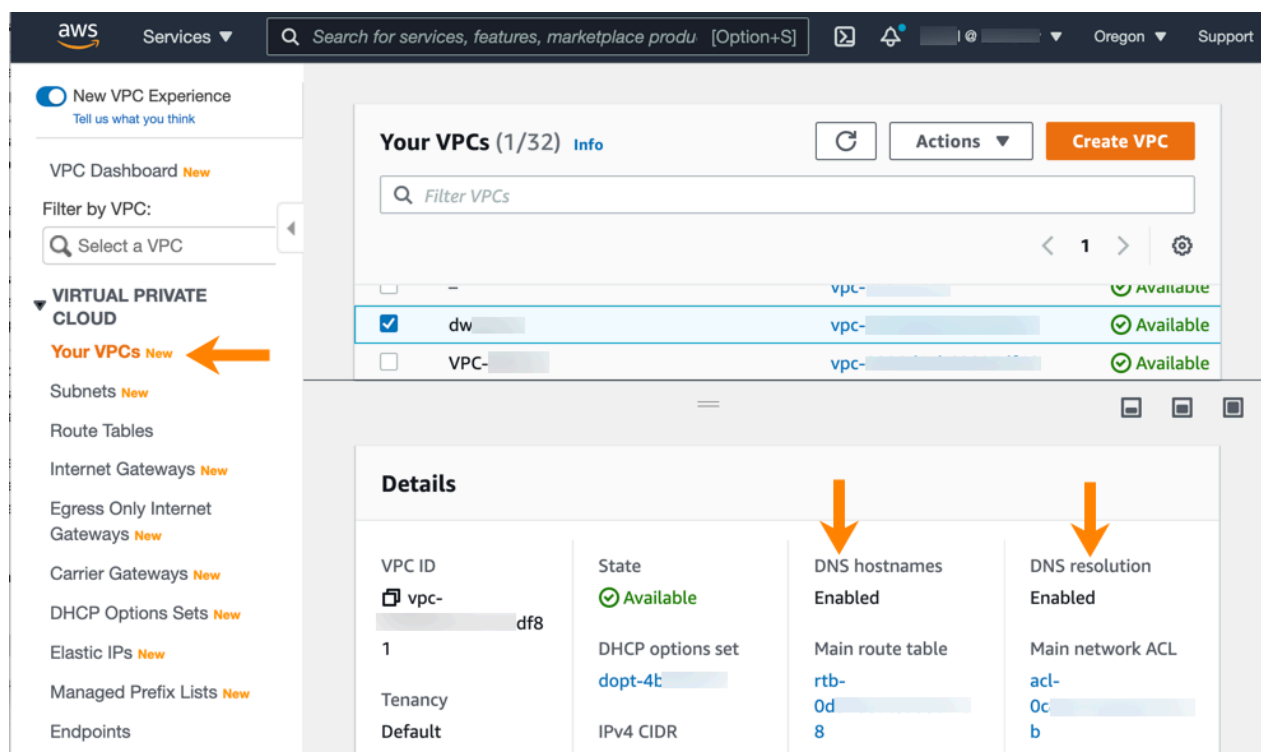 aws Services ▼ Search for services, features, marketplace produ [Option+S] l @ ▼ Oregon ▼ Support
New VPC Experience
Tell us what you think
VPC Dashboard New
Filter by VPC:
Select a VPC
VIRTUAL PRIVATE
CLOUD
Your VPCs New
Subnets New
Route Tables
Internet Gateways New
Egress Only Internet
Gateways New
Carrier Gateways New
DHCP Options Sets New
Elastic IPs New
Managed Prefix Lists New
Endpoints
Your VPCs (1/32) Info Actions ▼ Create VPC
Filter VPCs
< 1 >
– vpc- Available
dw vpc- Available
VPC- vpc- Available
Details
VPC ID
vpc-
df8
1
Tenancy
Default
State
Available
DHCP options set
dopt-4b
IPv4 CIDR
DNS hostnames
Enabled
Main route table
rtb-
0d
8
DNS resolution
Enabled
Main network ACL
acl-
0c
b